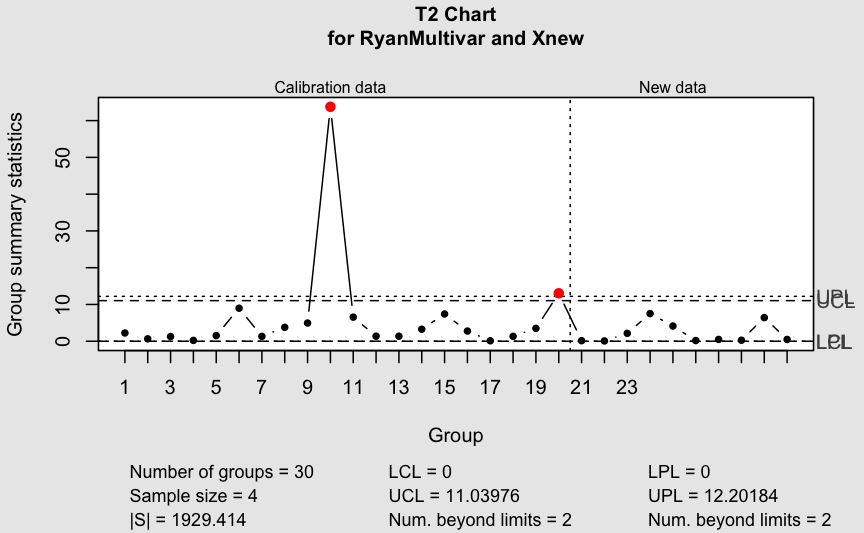 T2 Chart
for RyanMultivar and Xnew
Calibration data
New data
Group summary statistics
0
10
30
50
UPL
UCL
LCL
LPL
1
3
5
7
9
11
13
15
17
19
21
23
Group
Number of groups = 30
LCL = 0
LPL = 0
Sample size = 4
UCL = 11.03976
UPL = 12.20184
|S| = 1929.414
Num. beyond limits = 2
Num. beyond limits = 2